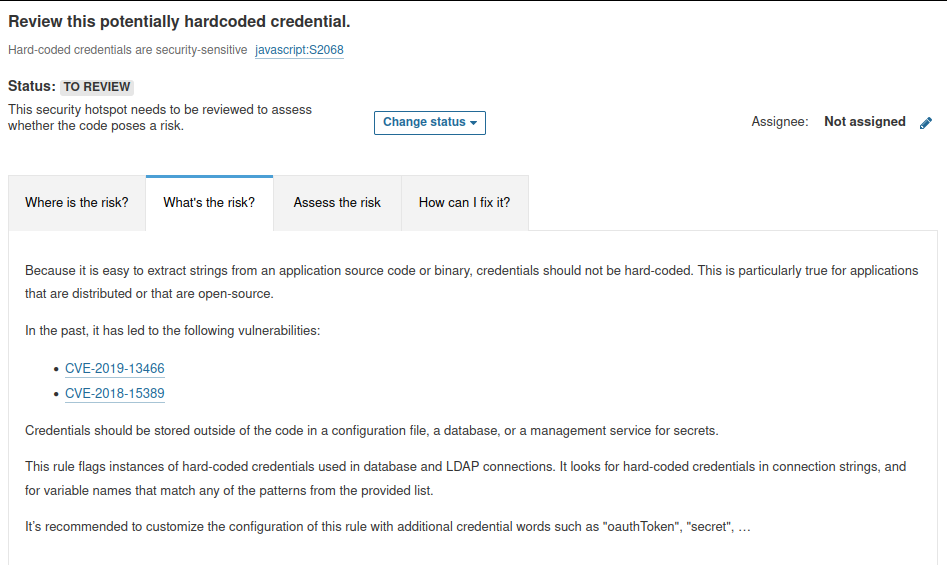 Review this potentially hardcoded credential.
Hard-coded credentials are security-sensitive javascript:S2068
Status: TO REVIEW
This security hotspot needs to be reviewed to assess
whether the code poses a risk.
Change status
Assignee: Not assigned
Where is the risk? What's the risk? Assess the risk How can I fix it?
Because it is easy to extract strings from an application source code or binary, credentials should not be hard-coded. This is particularly true for applications
that are distributed or that are open-source.
In the past, it has led to the following vulnerabilities:
• CVE-2019-13466
• CVE-2018-15389
Credentials should be stored outside of the code in a configuration file, a database, or a management service for secrets.
This rule flags instances of hard-coded credentials used in database and LDAP connections. It looks for hard-coded credentials in connection strings, and
for variable names that match any of the patterns from the provided list.
It's recommended to customize the configuration of this rule with additional credential words such as "oauthToken", "secret", ...